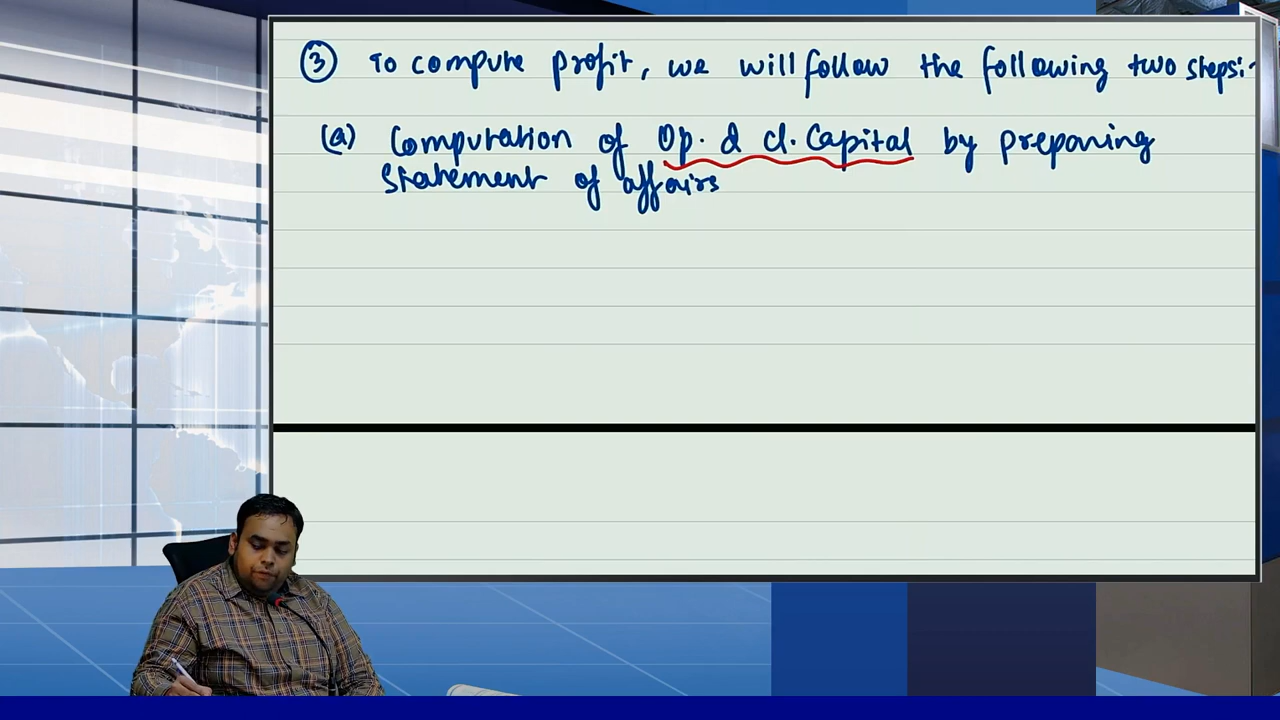 ③ To compute profit, we will follow the following two steps:-
(a) Computation of Op. & cl. Capital by preparing
Statement of affairs